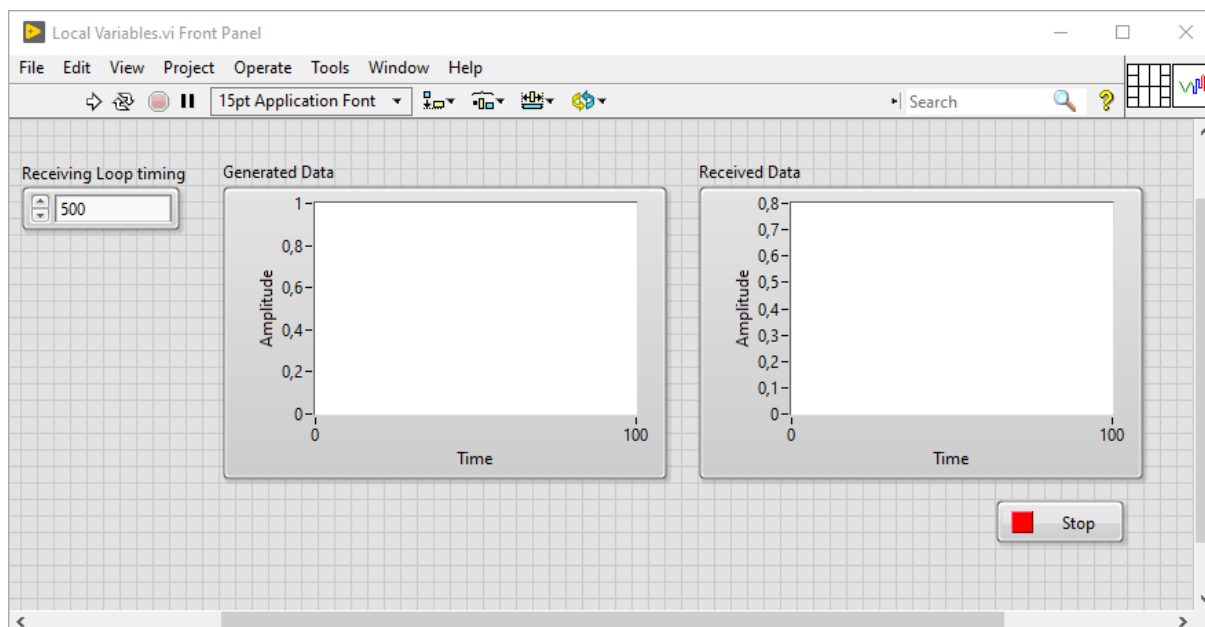 Local Variables.vi Front Panel
File Edit View Project Operate Tools Window Help
15pt Application Font
Search
?
Receiving Loop timing
500
Generated Data
1
0,8
0,6
0,4
0,2
0
Amplitude
0 100
Time
Received Data
0,8
0,7
0,6
0,5
0,4
0,3
0,2
0,1
0
Amplitude
0 100
Time
Stop